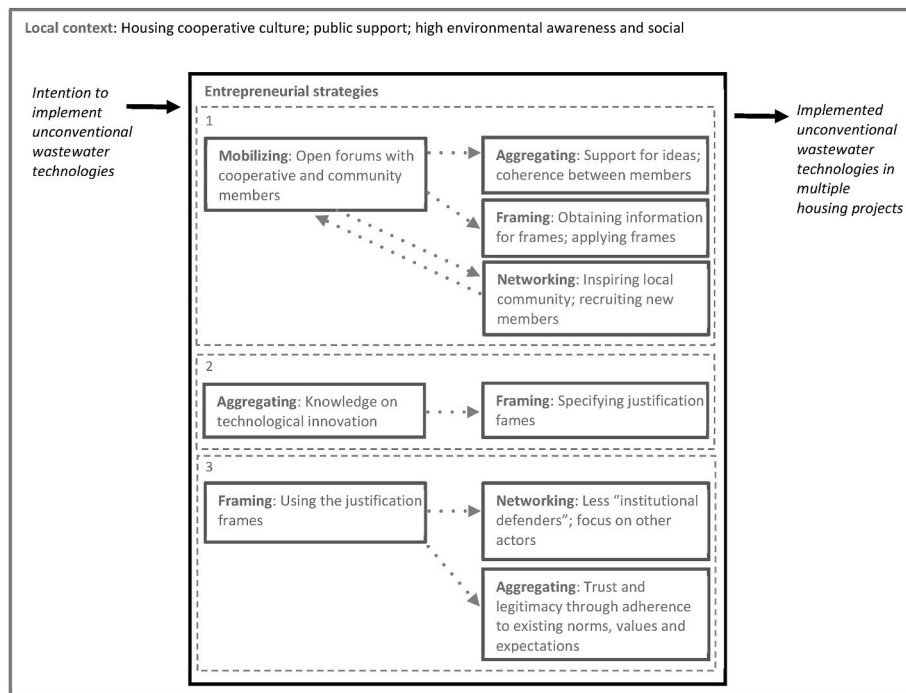 Local context: Housing cooperative culture; public support; high environmental awareness and social
Intention to
implement
unconventional
wastewater
technologies
Entrepreneurial strategies
1
Mobilizing: Open forums with
cooperative and community
members
Aggregating: Support for ideas;
coherence between members
Framing: Obtaining information
for frames; applying frames
Networking: Inspiring local
community; recruiting new
members
2
Aggregating: Knowledge on
technological innovation
Framing: Specifying justification
fames
3
Framing: Using the justification
frames
Networking: Less “institutional
defenders”; focus on other
actors
Aggregating: Trust and
legitimacy through adherence
to existing norms, values and
expectations
Implemented
unconventional
wastewater
technologies in
multiple
housing projects